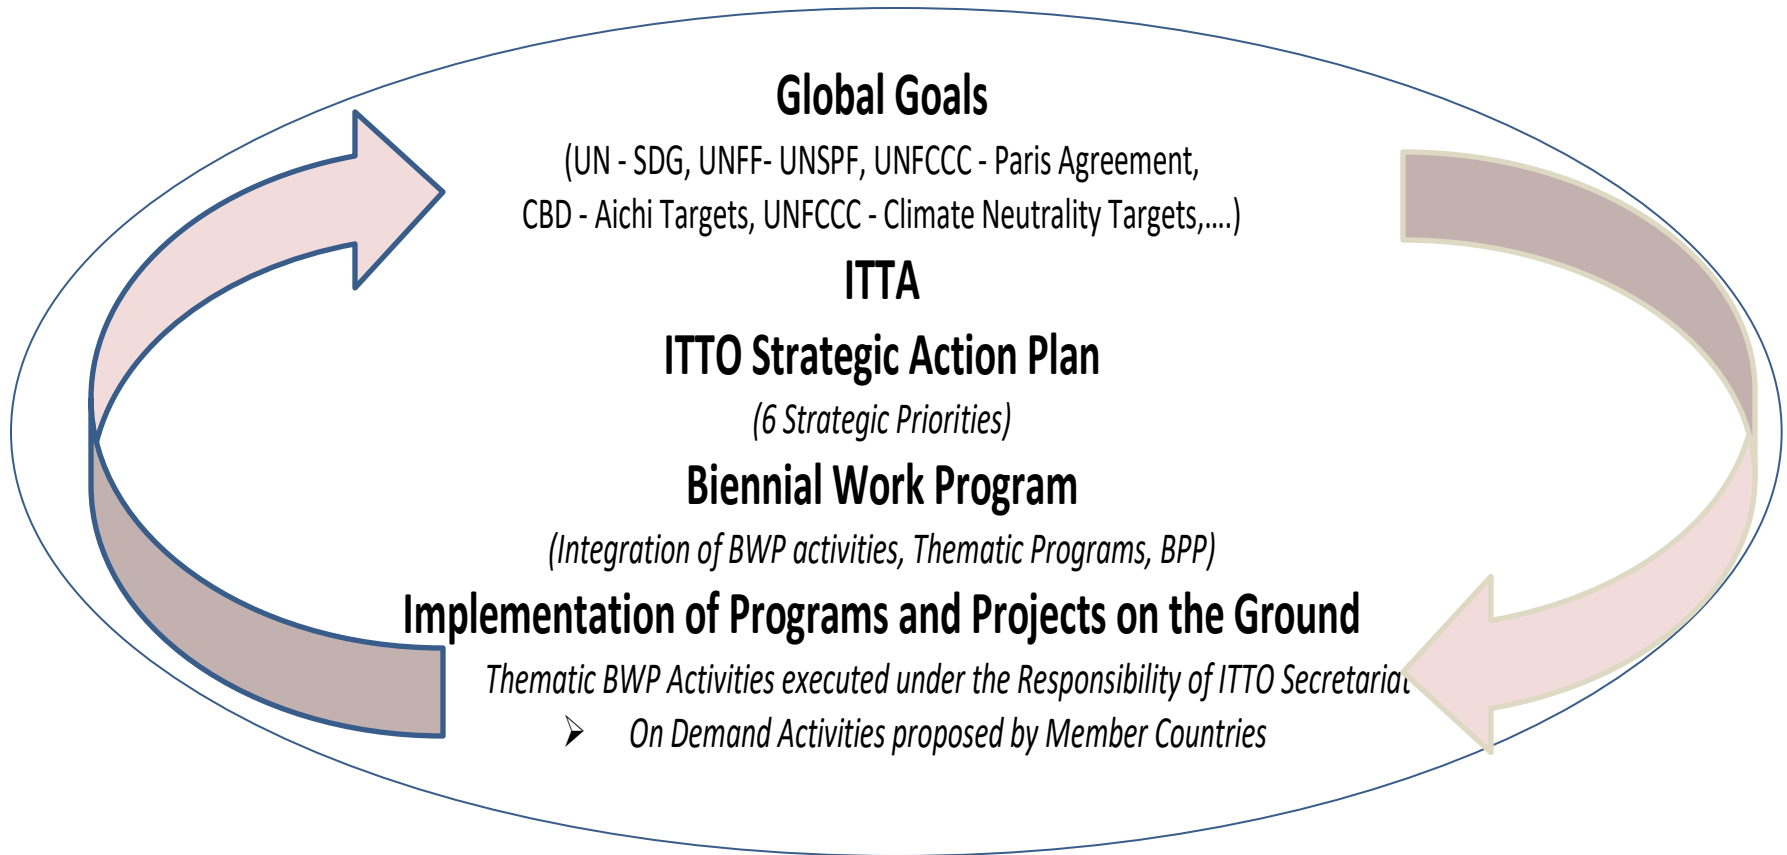 Global Goals
(UN - SDG, UNFF- UNSPF, UNFCCC - Paris Agreement,
CBD - Aichi Targets, UNFCCC - Climate Neutrality Targets,....)
ITTA
ITTO Strategic Action Plan
(6 Strategic Priorities)
Biennial Work Program
(Integration of BWP activities, Thematic Programs, BPP)
Implementation of Programs and Projects on the Ground
Thematic BWP Activities executed under the Responsibility of ITTO Secretariat
➢ On Demand Activities proposed by Member Countries